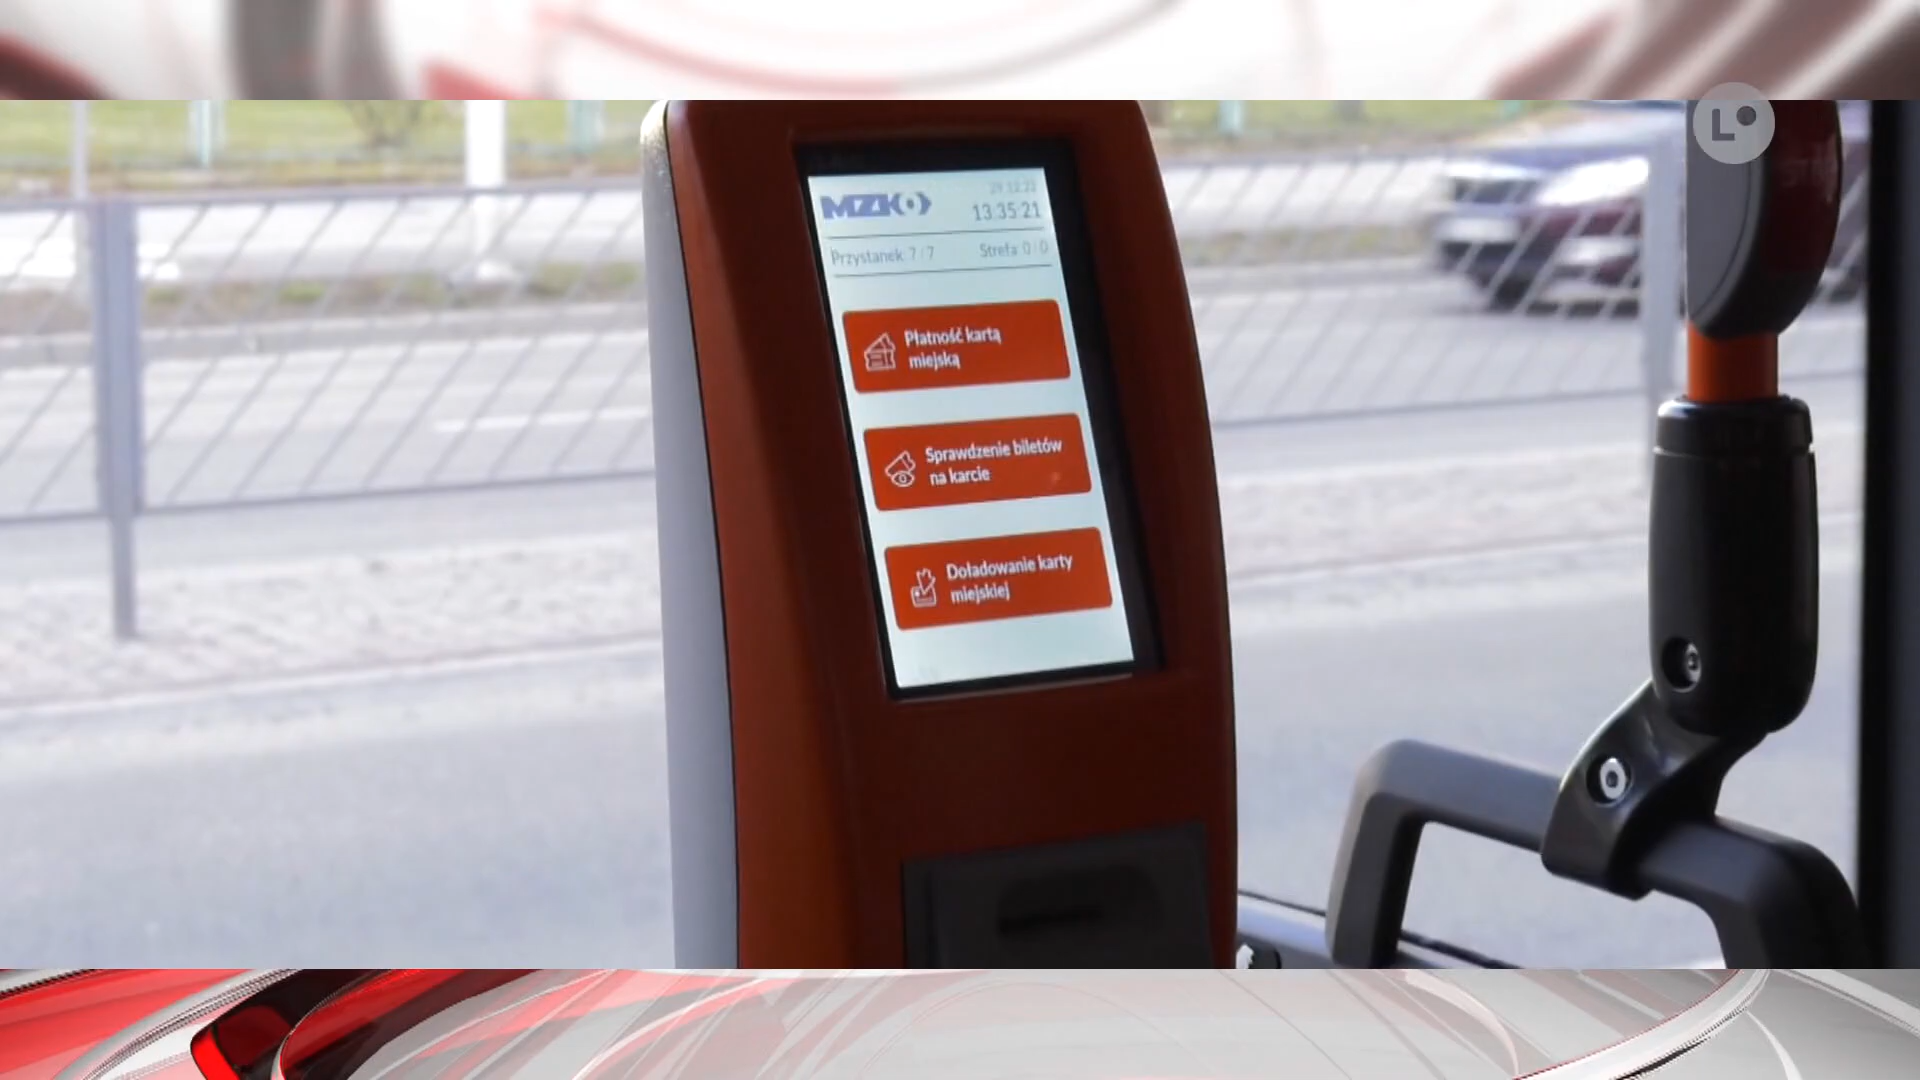 MZK
13:35:21
Przystanek: 7 / 7 Strefa: 0 / 0
Płatność kartą
miejską
Sprawdzenie biletów
na karcie
Doładowanie karty
miejskiej
L